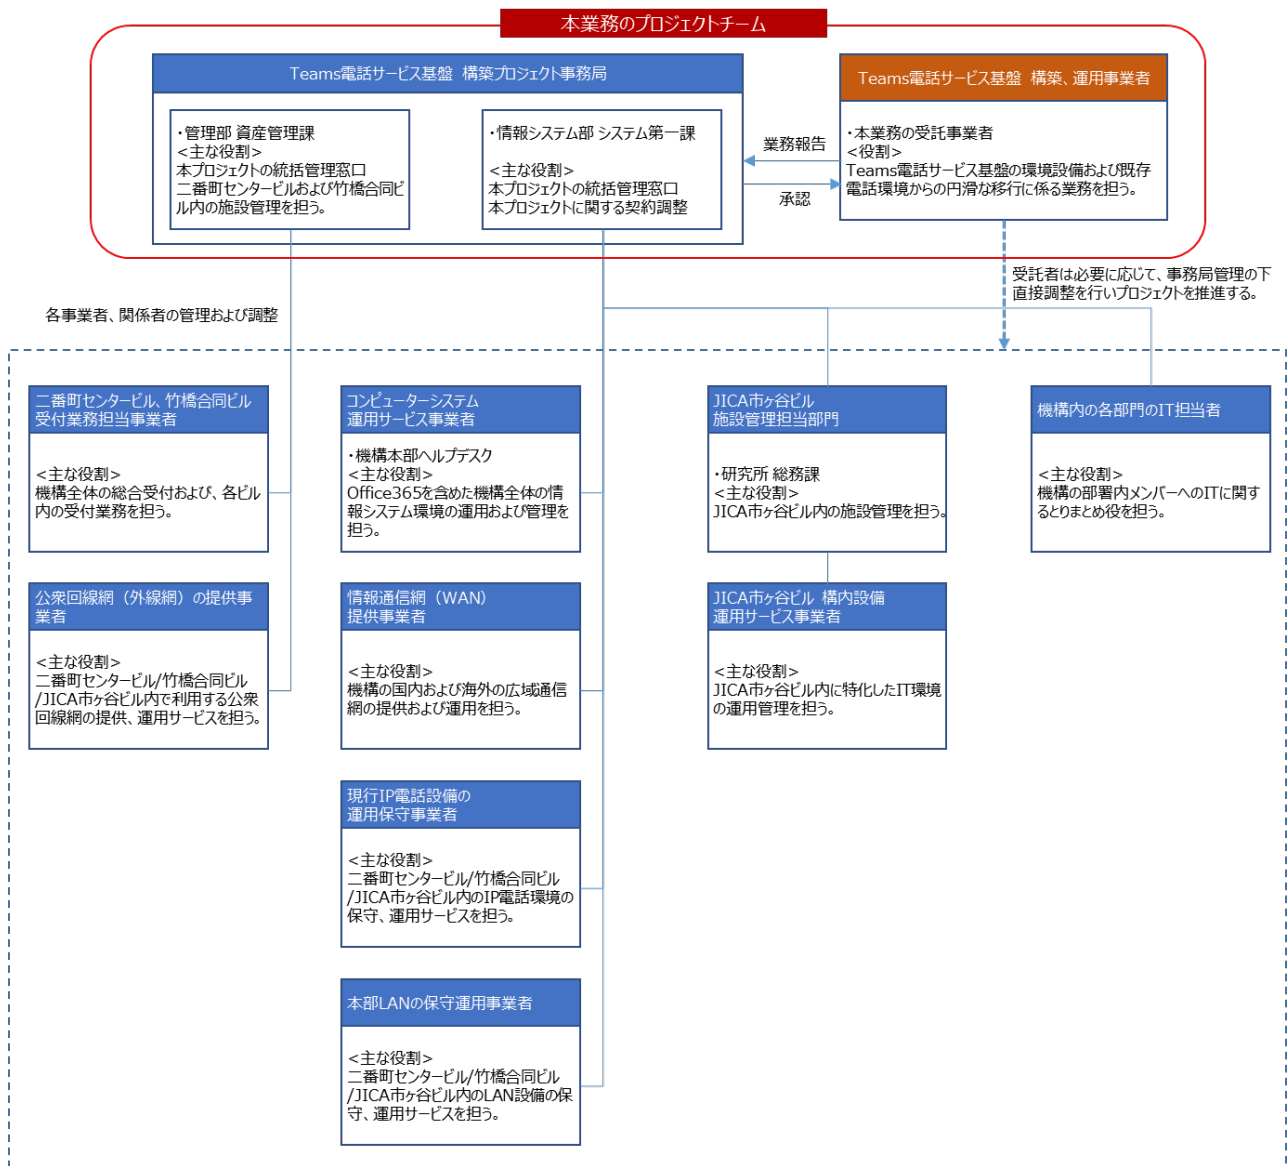 本業務のプロジェクトチーム
Teams電話サービス基盤 構築プロジェクト事務局
・管理部 資産管理課
<主な役割>
本プロジェクトの統括管理窓口
二番町センタービルおよび竹橋合同ビ
ル内の施設管理を担う。
・情報システム部 システム第一課
<主な役割>
本プロジェクトの統括管理窓口
本プロジェクトに関する契約調整
業務報告
承認
Teams電話サービス基盤 構築、運用事業者
・本業務の受託事業者
<役割>
Teams電話サービス基盤の環境設備および既存
電話環境からの円滑な移行に係る業務を担う。
受託者は必要に応じて、事務局管理の下
直接調整を行いプロジェクトを推進する。
各事業者、関係者の管理および調整
二番町センタービル、竹橋合同ビル
受付業務担当事業者
<主な役割>
機構全体の総合受付および、各ビル
内の受付業務を担う。
コンピューターシステム
運用サービス事業者
・機構本部ヘルプデスク
<主な役割>
Office365を含めた機構全体の情
報システム環境の運用および管理を
担う。
JICA市ヶ谷ビル
施設管理担当部門
・研究所 総務課
<主な役割>
JICA市ヶ谷ビル内の施設管理を担う。
機構内の各部門のIT担当者
<主な役割>
機構の部署内メンバーへのITに関す
るとりまとめ役を担う。
公衆回線網（外線網）の提供事
業者
<主な役割>
二番町センタービル/竹橋合同ビル
/JICA市ヶ谷ビル内で利用する公衆
回線網の提供、運用サービスを担う。
情報通信網（WAN）
提供事業者
<主な役割>
機構の国内および海外の広域通信
網の提供および運用を担う。
JICA市ヶ谷ビル 構内設備
運用サービス事業者
<主な役割>
JICA市ヶ谷ビル内に特化したIT環境
の運用管理を担う。
現行IP電話設備の
運用保守事業者
<主な役割>
二番町センタービル/竹橋合同ビル
/JICA市ヶ谷ビル内のIP電話環境の
保守、運用サービスを担う。
本部LANの保守運用事業者
<主な役割>
二番町センタービル/竹橋合同ビル
/JICA市ヶ谷ビル内のLAN設備の保
守、運用サービスを担う。